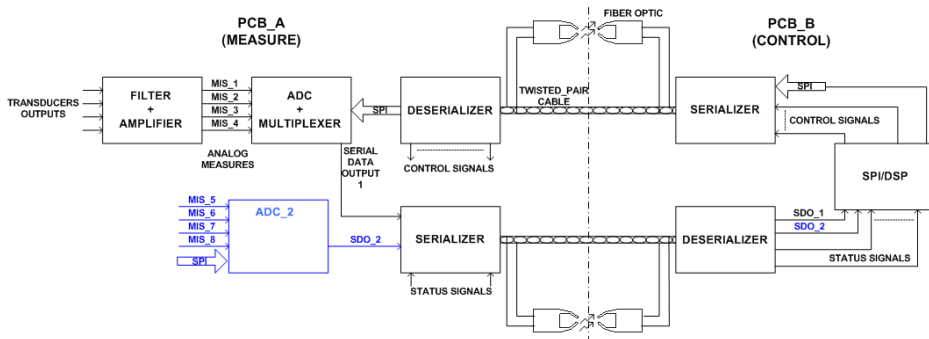 PCB_A
(MEASURE)
FIBER OPTIC
PCB_B
(CONTROL)
TRANSDUCERS
OUTPUTS
FILTER
+
AMPLIFIER
MIS_1
MIS_2
MIS_3
MIS_4
ANALOG
MEASURES
ADC
+
MULTIPLEXER
SPI
DESERIALIZER
CONTROL SIGNALS
TWISTED_PAIR
CABLE
SERIALIZER
SPI
CONTROL SIGNALS
SPI/DSP
SERIAL
DATA
OUTPUT
1
MIS_5
MIS_6
MIS_7
MIS_8
SPI
ADC_2
SDO_2
SERIALIZER
STATUS SIGNALS
DESERIALIZER
SDO_1
SDO_2
STATUS SIGNALS